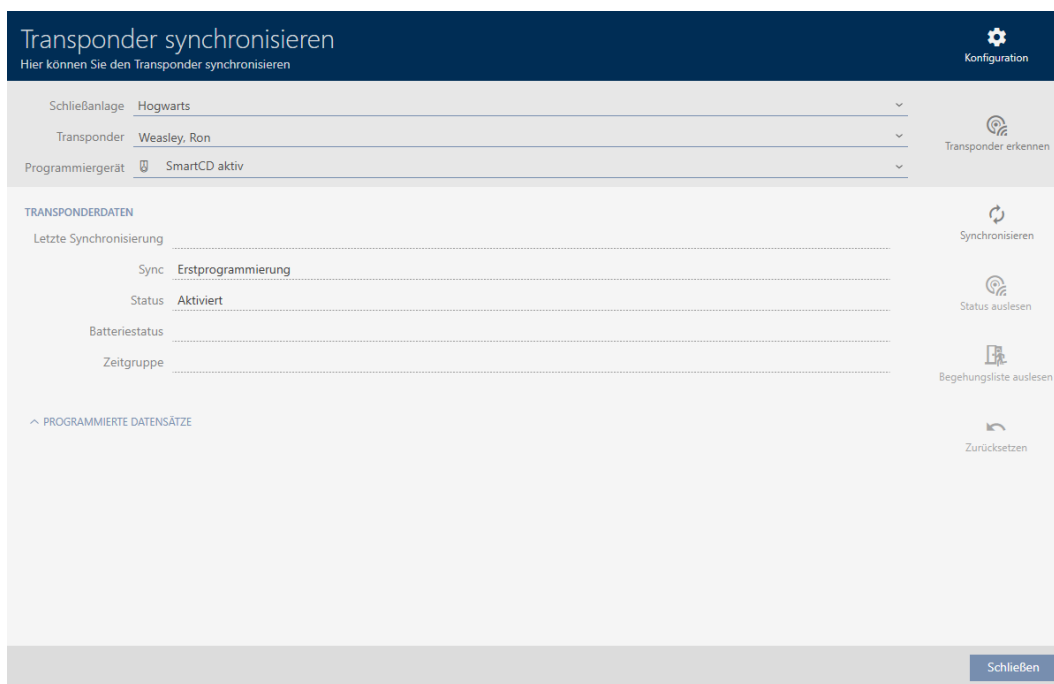 Transponder synchronisieren
Hier können Sie den Transponder synchronisieren
Konfiguration
Schließanlage Hogwarts
Transponder Weasley, Ron
Programmiergerät SmartCD aktiv
Transponder erkennen
TRANSPONDERDATEN
Letzte Synchronisierung
Sync Erstprogrammierung
Status Aktiviert
Batteriestatus
Zeitgruppe
PROGRAMMIERTE DATENSÄTZE
Synchronisieren
Status auslesen
Begehungsliste auslesen
Zurücksetzen
Schließen